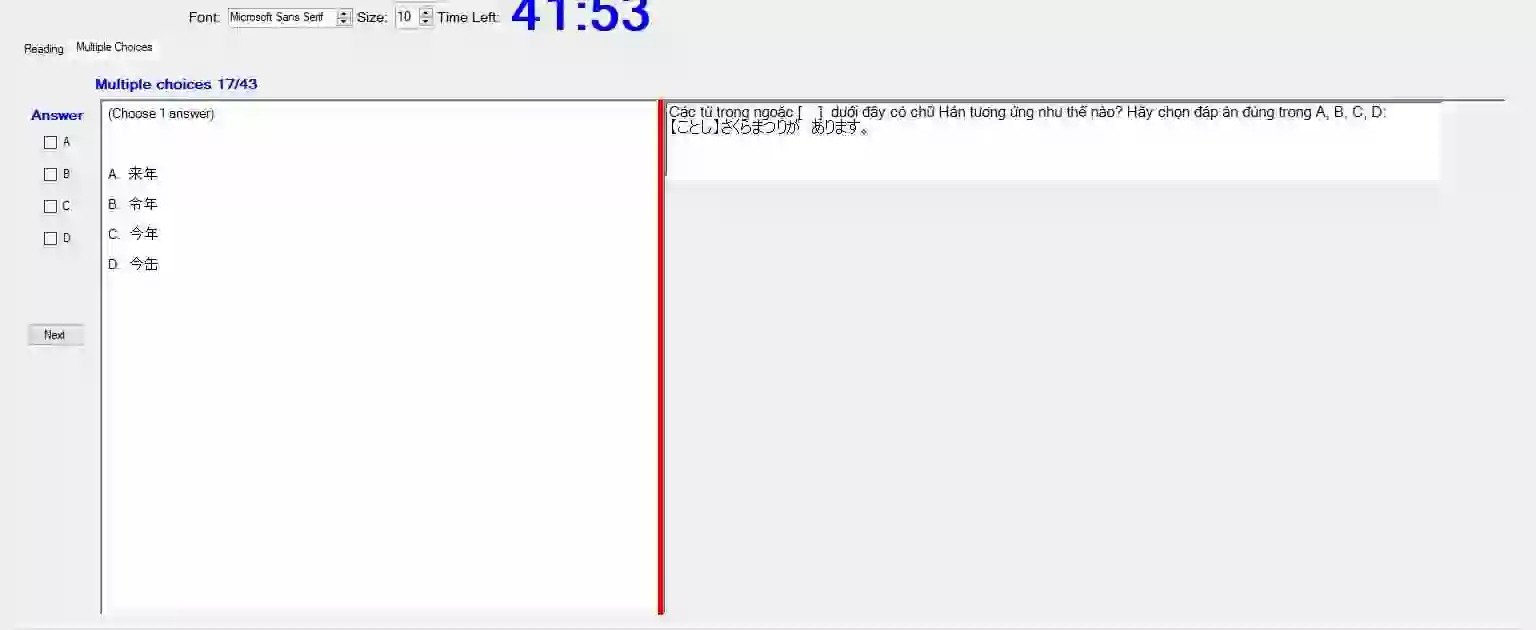 Font: Microsoft Sans Serif Size: 10 Time Left: 41:53
Reading Multiple Choices
Multiple choices 17/43
Answer
A
B
C
D
Next
(Choose 1 answer)
A. 来年
B. 令年
C. 今年
D. 今缶
Các từ trong ngoặc [ ] dưới đây có chữ Hán tương ứng như thế nào? Hãy chọn đáp án đúng trong A, B, C, D:
【ことし】さくらまつりが あります。